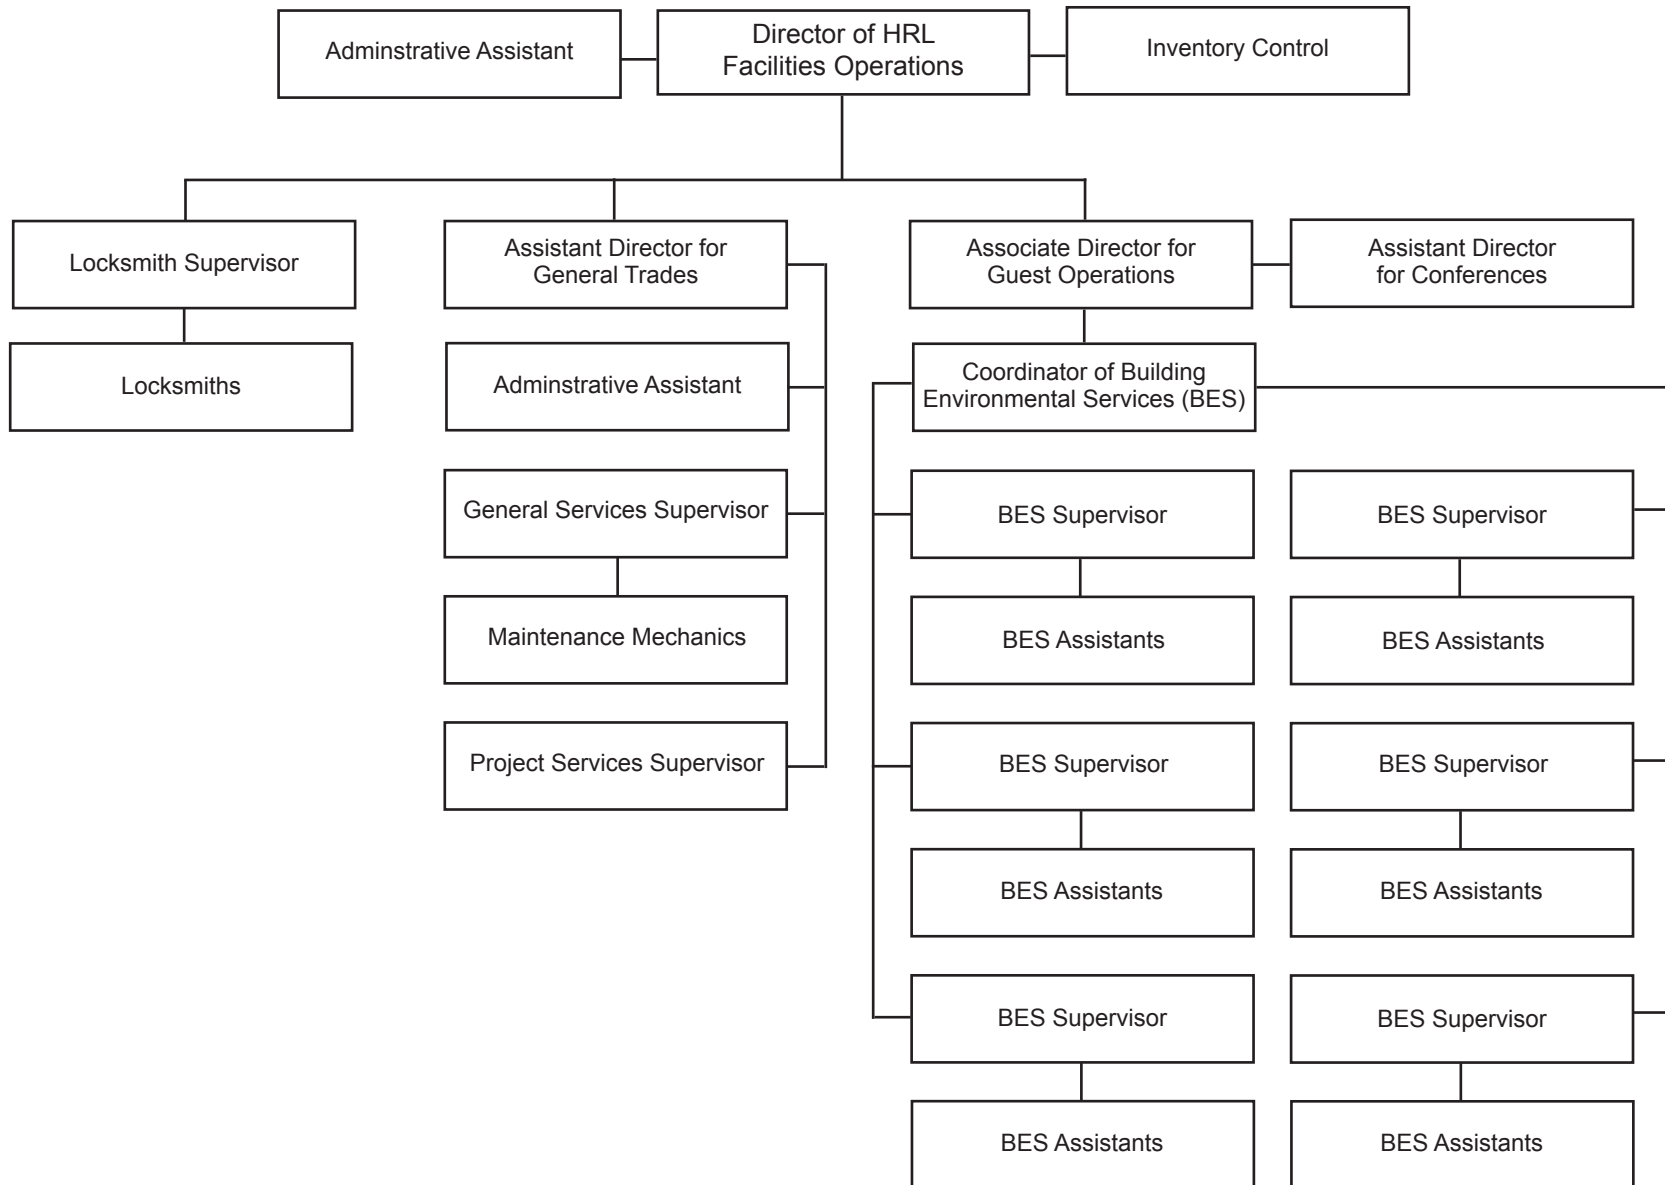 Adminstrative Assistant
Director of HRL
Facilities Operations
Inventory Control
Locksmith Supervisor
Assistant Director for
General Trades
Associate Director for
Guest Operations
Assistant Director
for Conferences
Locksmiths
Adminstrative Assistant
Coordinator of Building
Environmental Services (BES)
General Services Supervisor
BES Supervisor
BES Supervisor
Maintenance Mechanics
BES Assistants
BES Assistants
Project Services Supervisor
BES Supervisor
BES Supervisor
BES Assistants
BES Assistants
BES Supervisor
BES Supervisor
BES Assistants
BES Assistants